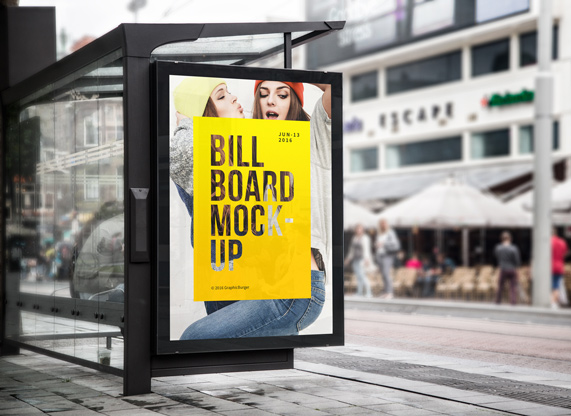 JUN-13
2016
BILL
BOARD
MOCK-
UP
© 2016 GraphicBurger
ESCAPE